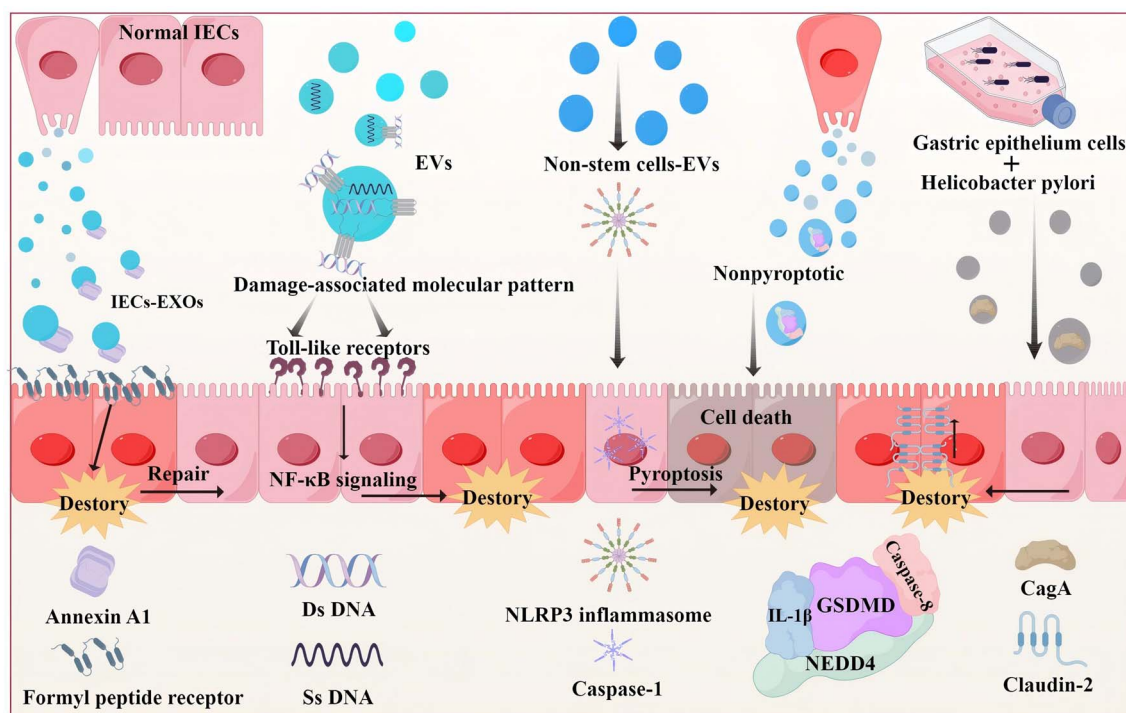 Normal IECs
EVs
Non-stem cells-EVs
Gastric epithelium cells
+
Helicobacter pylori
IECs-EXOs
Damage-associated molecular pattern
Nonpyroptotic
Toll-like receptors
Cell death
Repair
NF-κB signaling
Pyroptosis
Destory
Destory
Destory
Destory
Annexin A1
Formyl peptide receptor
Ds DNA
Ss DNA
NLRP3 inflammasome
Caspase-1
IL-1β
GSDMD
Caspase-8
NEDD4
CagA
Claudin-2